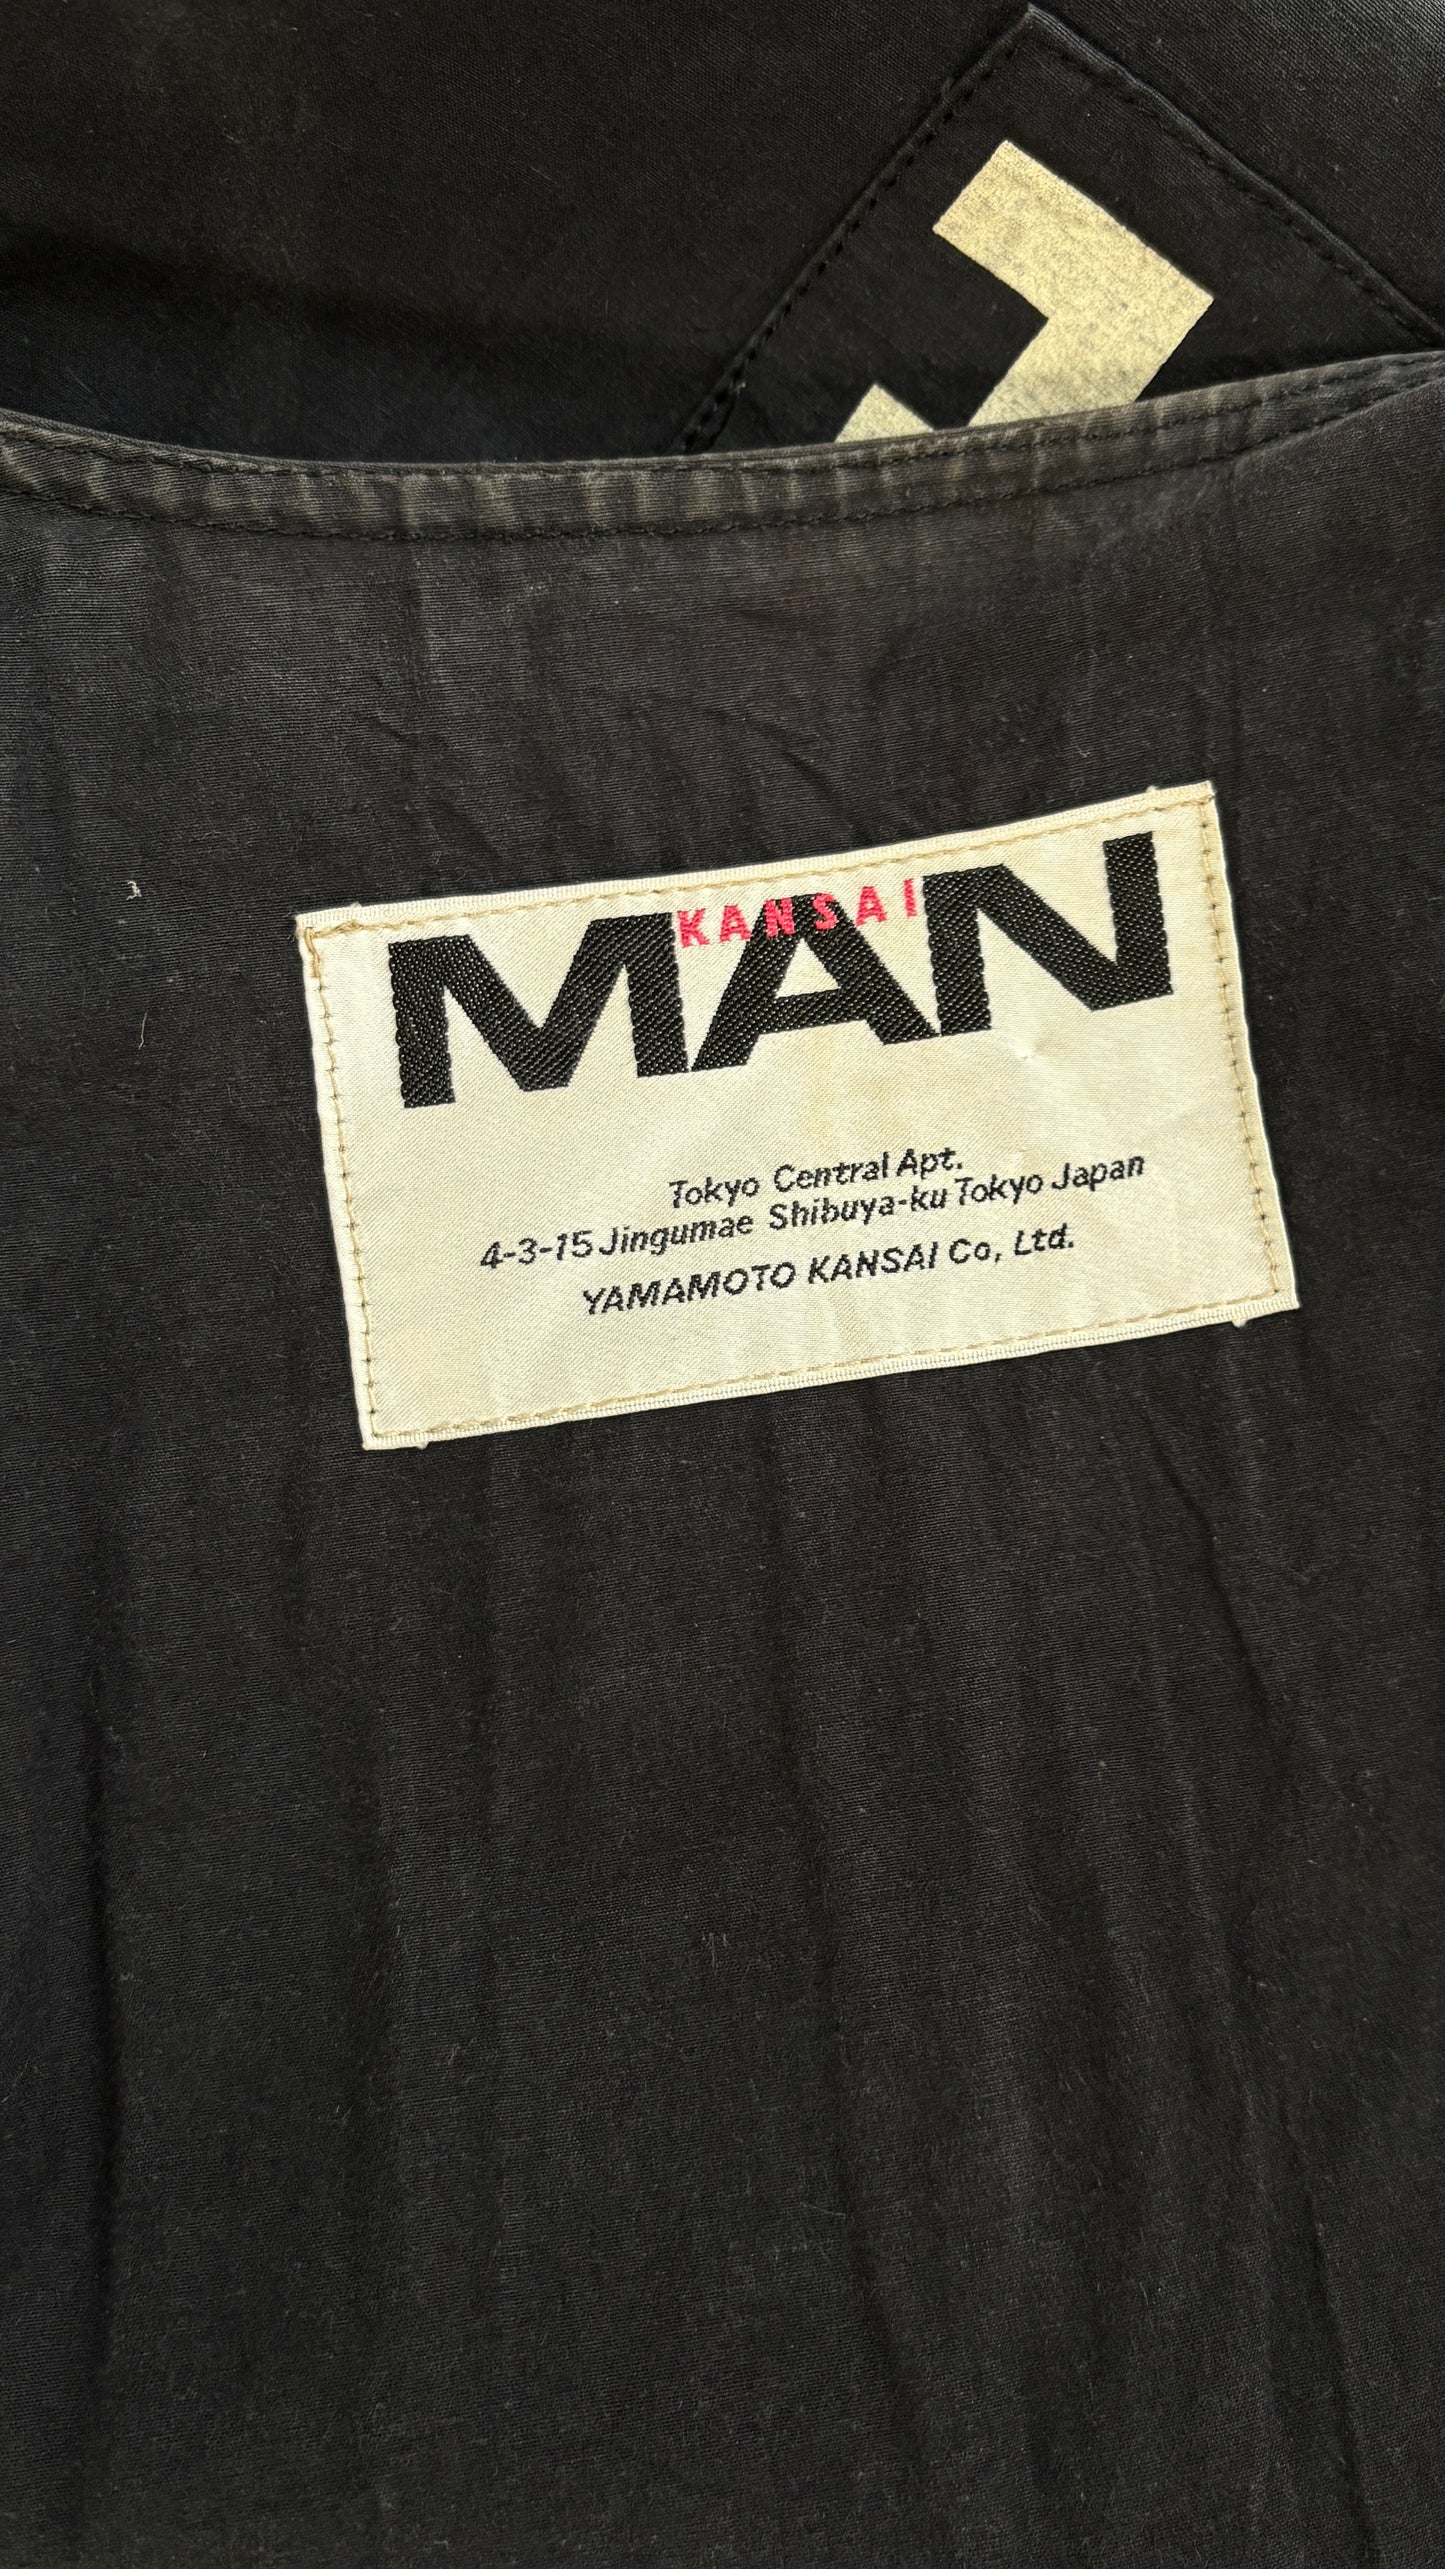 KANSAI
MAN
Tokyo Central Apt.
4-3-15 Jingumae Shibuya-ku Tokyo Japan
YAMAMOTO KANSAI Co, Ltd.